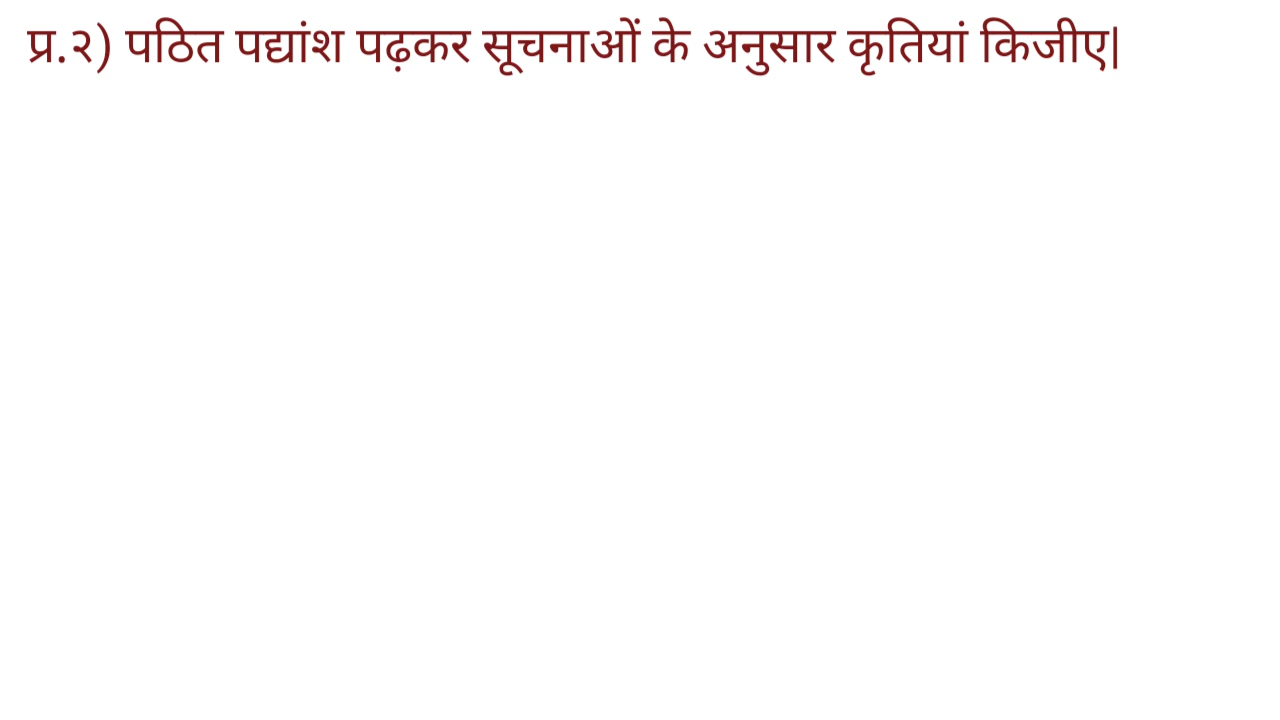 प्र.२) पठित पद्यांश पढ़कर सूचनाओं के अनुसार कृतियां किजीए|